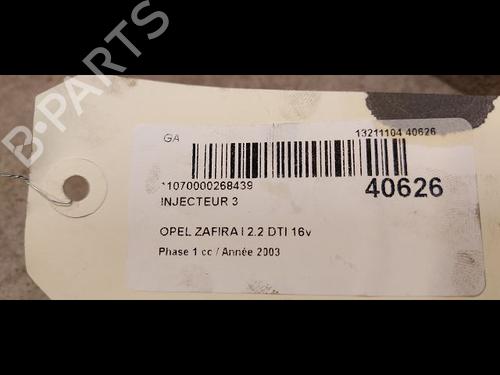 B-PARTS
GA
13211104 40626
*1070000268439
40626
INJECTEUR 3
OPEL ZAFIRA I 2.2 DTI 16v
Phase 1 cc / Année 2003